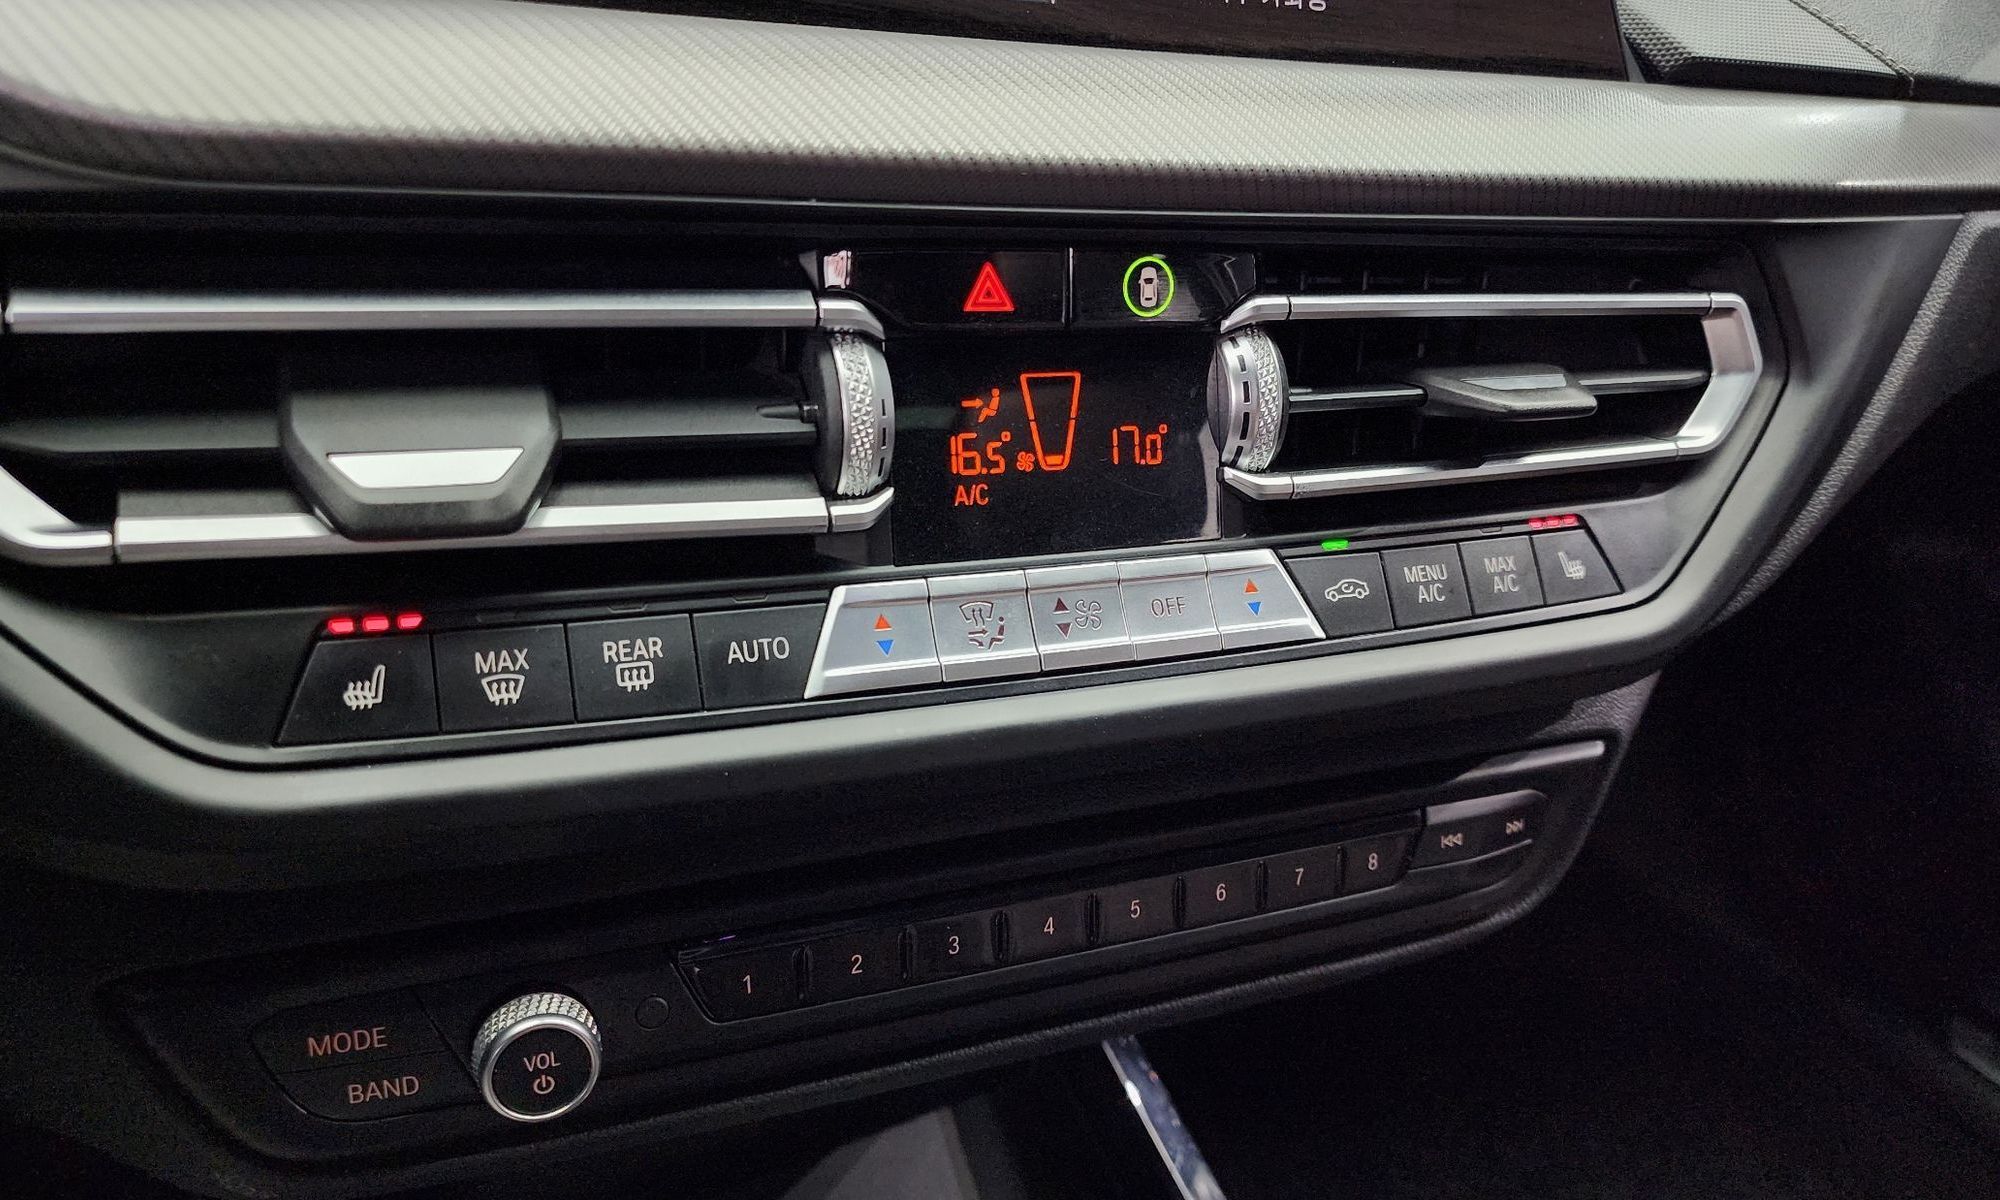 16.5°
17.0°
A/C
MAX
REAR
AUTO
OFF
MENU
A/C
MAX
A/C
1
2
3
4
5
6
7
8
MODE
BAND
VOL